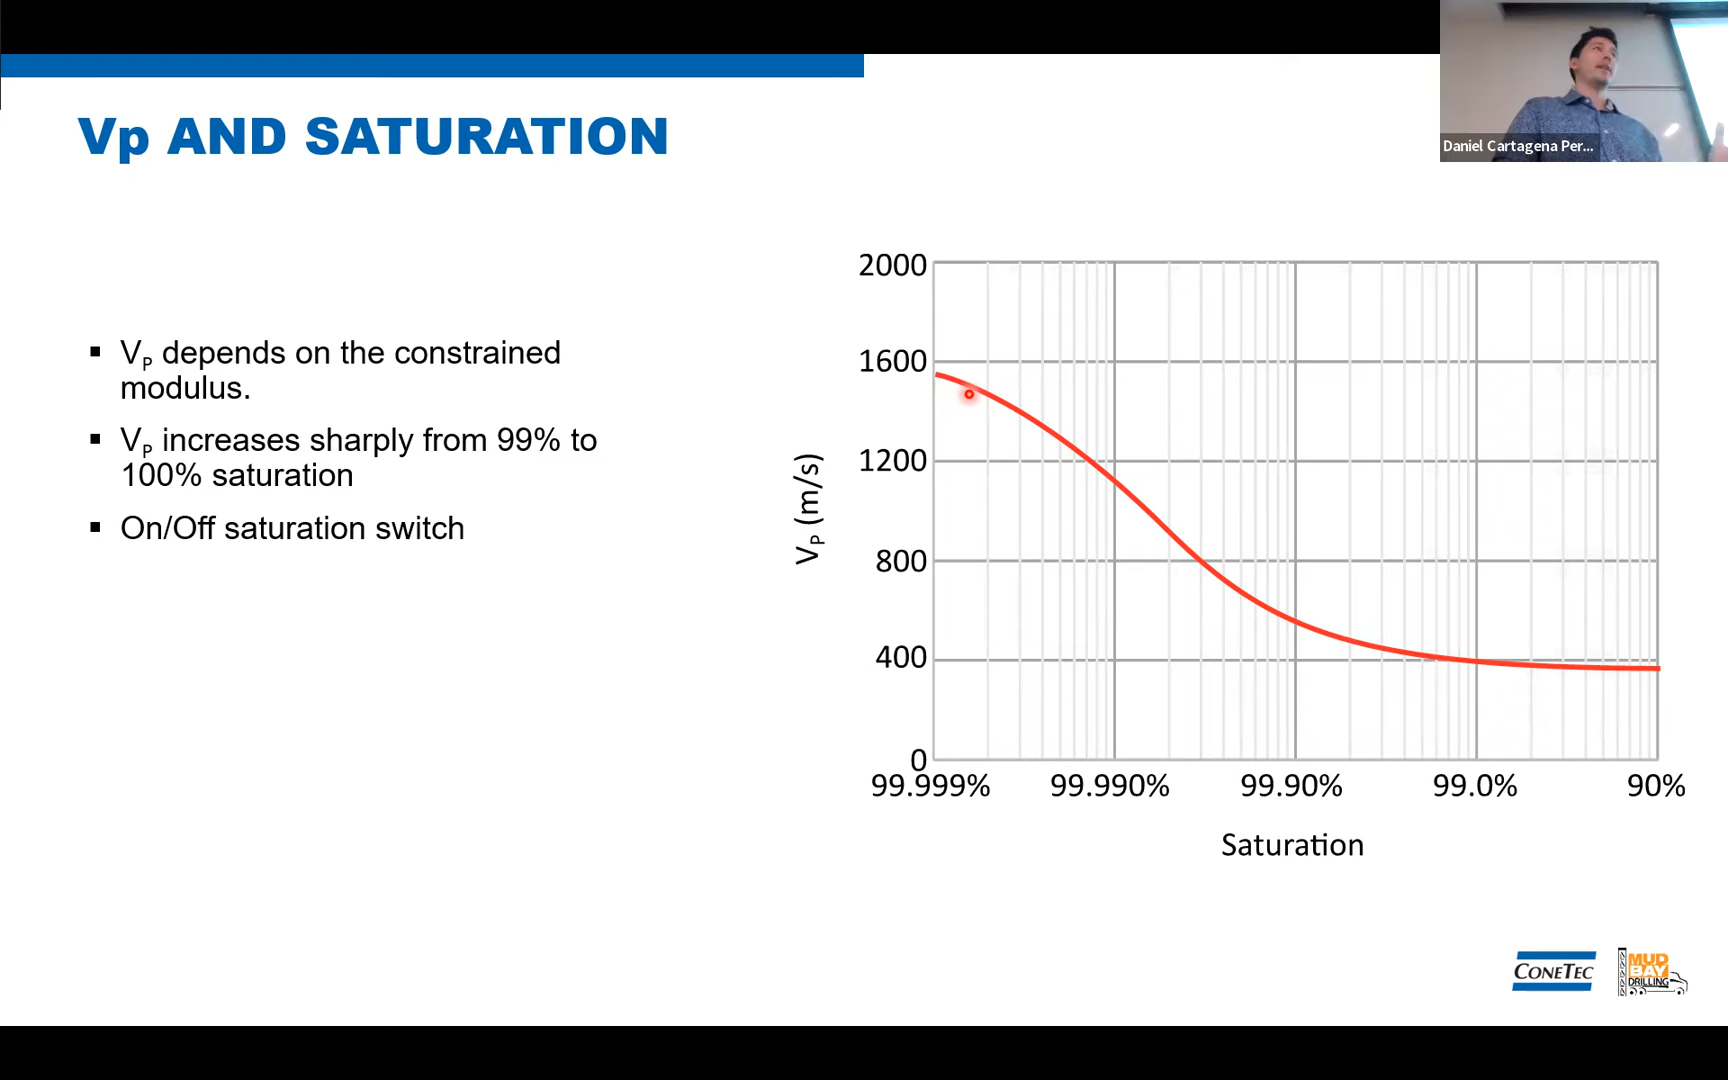 Daniel Cartagena Per...
Vp AND SATURATION
▪ VP depends on the constrained
modulus.
▪ VP increases sharply from 99% to
100% saturation
▪ On/Off saturation switch
VP (m/s)
2000
1600
1200
800
400
0
99.999% 99.990% 99.90% 99.0% 90%
Saturation
CONETEC
MUD
BAY
DRILLING